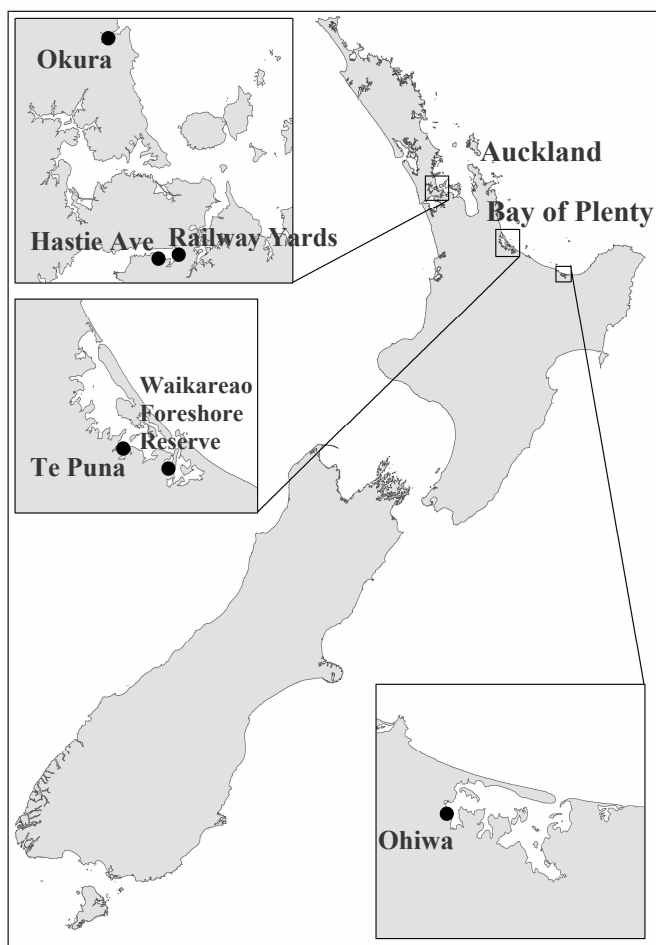 Okura
Auckland
Bay of Plenty
Hastie Ave
Railway Yards
Waikareao
Foreshore
Reserve
Te Puna
Ohiwa